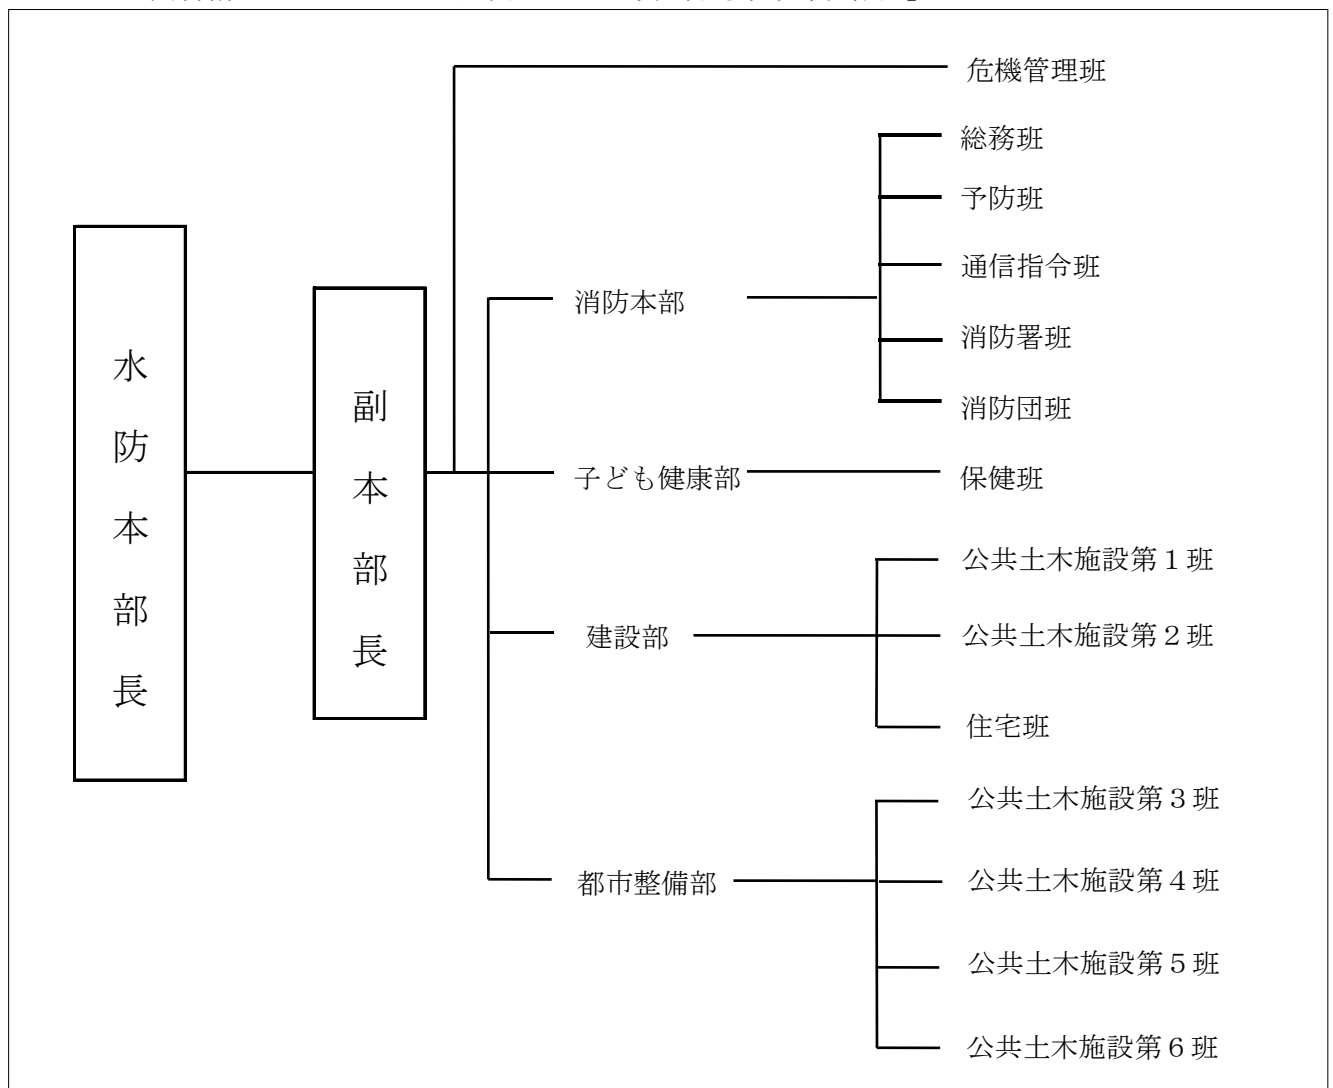 水防本部長
副本部長
危機管理班
消防本部
総務班
予防班
通信指令班
消防署班
消防団班
子ども健康部
保健班
建設部
公共土木施設第１班
公共土木施設第２班
住宅班
都市整備部
公共土木施設第３班
公共土木施設第４班
公共土木施設第５班
公共土木施設第６班